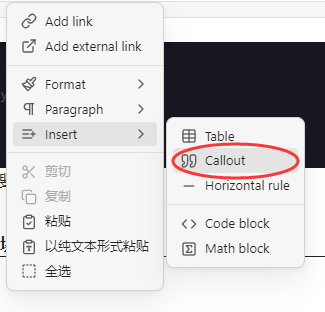 Add link
Add external link
Format
Paragraph
Insert
剪切
复制
粘贴
以纯文本形式粘贴
全选
Table
Callout
Horizontal rule
Code block
Math block